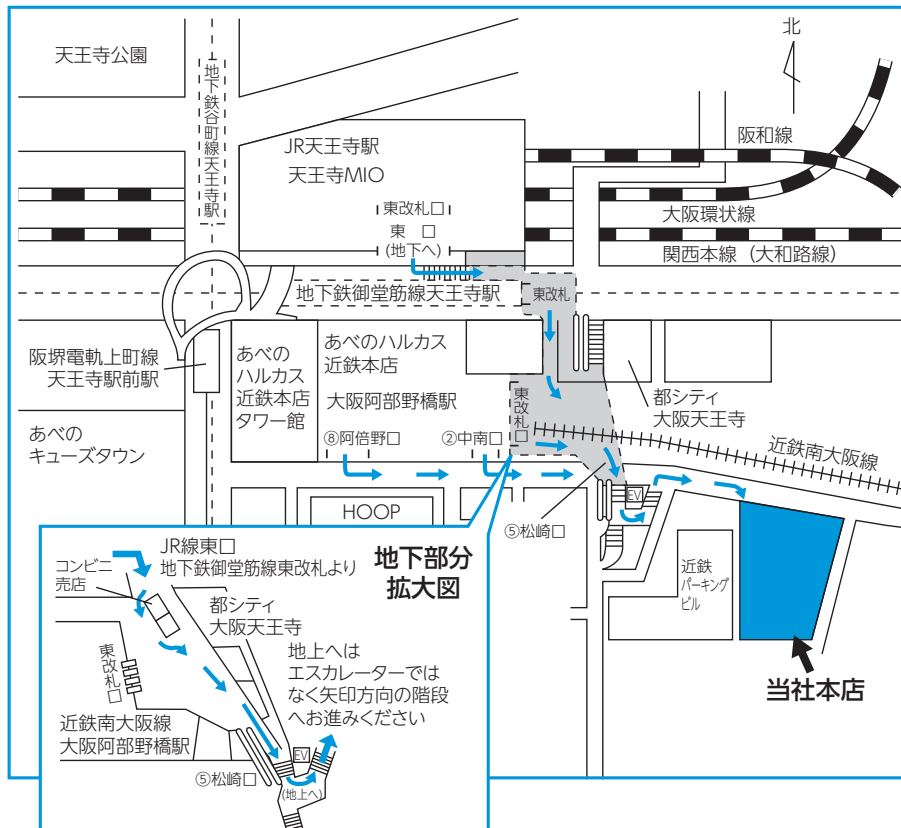 天王寺公園
地下鉄谷町線天王寺駅
北
JR天王寺駅
天王寺MIO
阪和線
大阪環状線
関西本線（大和路線）
東改札口
東　口
(地下へ)
地下鉄御堂筋線天王寺駅
東改札
阪堺電軌上町線
天王寺駅前駅
あべの
ハルカス
近鉄本店
タワー館
あべのハルカス
近鉄本店
大阪阿部野橋駅
東改札口
都シティ
大阪天王寺
あべの
キューズタウン
⑧阿倍野口
②中南口
近鉄南大阪線
HOOP
EV
⑤松崎口
近鉄
パーキング
ビル
当社本店
地下部分
拡大図
JR線東口
地下鉄御堂筋線東改札より
コンビニ
売店
都シティ
大阪天王寺
東改札口
地上へは
エスカレーターでは
なく矢印方向の階段
へお進みください
近鉄南大阪線
大阪阿部野橋駅
EV
⑤松崎口
(地上へ)